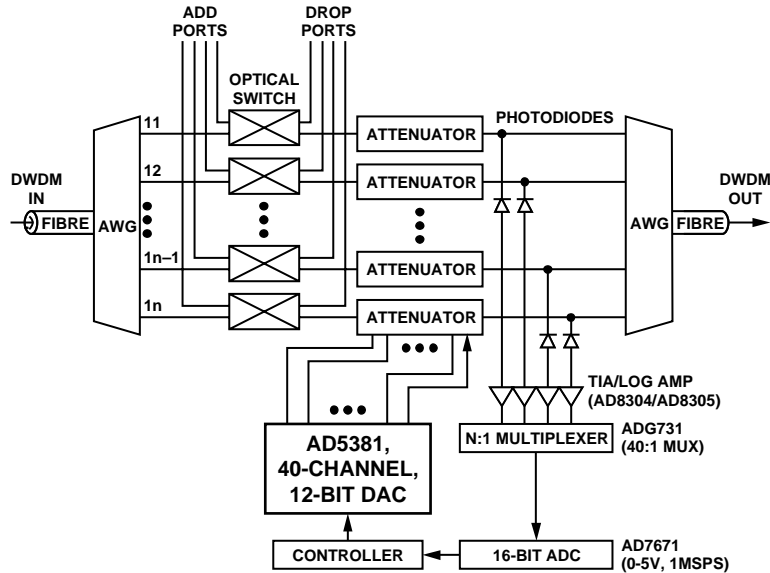 ADD
PORTS
DROP
PORTS
OPTICAL
SWITCH
PHOTODIODES
11
ATTENUATOR
12
ATTENUATOR
DWDM
IN
FIBRE
AWG
AWG
FIBRE
DWDM
OUT
1n–1
ATTENUATOR
1n
ATTENUATOR
TIA/LOG AMP
(AD8304/AD8305)
AD5381,
40-CHANNEL,
12-BIT DAC
N:1 MULTIPLEXER
ADG731
(40:1 MUX)
CONTROLLER
16-BIT ADC
AD7671
(0-5V, 1MSPS)